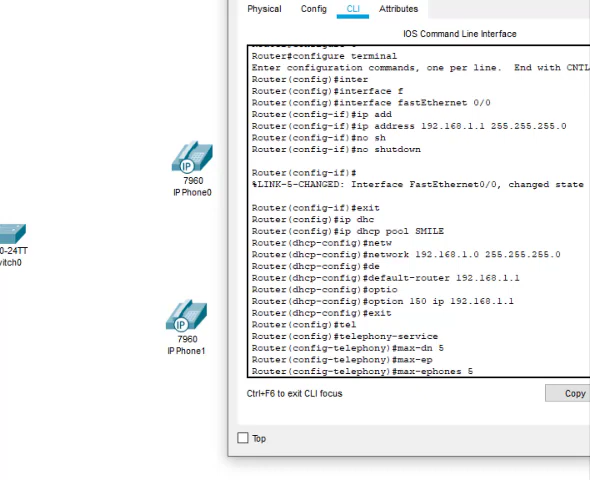 Physical Config CLI Attributes
IOS Command Line Interface
Router#configure terminal
Enter configuration commands, one per line. End with CNTL
Router(config)#inter
Router(config)#interface f
Router(config)#interface fastEthernet 0/0
Router(config-if)#ip add
Router(config-if)#ip address 192.168.1.1 255.255.255.0
Router(config-if)#no sh
Router(config-if)#no shutdown
Router(config-if)#
%LINK-5-CHANGED: Interface FastEthernet0/0, changed state
Router(config-if)#exit
Router(config)#ip dhc
Router(config)#ip dhcp pool SMILE
Router(dhcp-config)#netw
Router(dhcp-config)#network 192.168.1.0 255.255.255.0
Router(dhcp-config)#de
Router(dhcp-config)#default-router 192.168.1.1
Router(dhcp-config)#optio
Router(dhcp-config)#option 150 ip 192.168.1.1
Router(dhcp-config)#exit
Router(config)#tel
Router(config)#telephony-service
Router(config-telephony)#max-dn 5
Router(config-telephony)#max-ep
Router(config-telephony)#max-ephones 5
Ctrl+F6 to exit CLI focus
Copy
Top
IP
7960
IP Phone0
0-24TT
witch0
IP
7960
IP Phone1